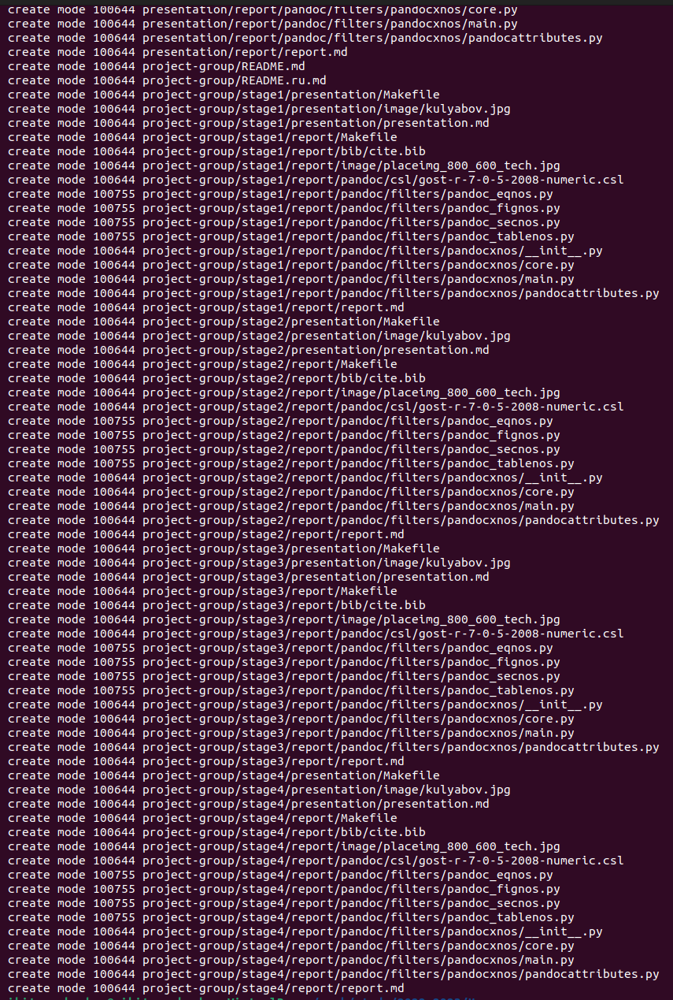 create mode 100644 presentation/report/pandoc/filters/pandocxnos/core.py
create mode 100644 presentation/report/pandoc/filters/pandocxnos/main.py
create mode 100644 presentation/report/pandoc/filters/pandocxnos/pandocattributes.py
create mode 100644 presentation/report/report.md
create mode 100644 project-group/README.md
create mode 100644 project-group/README.ru.md
create mode 100644 project-group/stage1/presentation/Makefile
create mode 100644 project-group/stage1/presentation/image/kulyabov.jpg
create mode 100644 project-group/stage1/presentation/presentation.md
create mode 100644 project-group/stage1/report/Makefile
create mode 100644 project-group/stage1/report/bib/cite.bib
create mode 100644 project-group/stage1/report/image/placeimg_800_600_tech.jpg
create mode 100644 project-group/stage1/report/pandoc/csl/gost-r-7-0-5-2008-numeric.csl
create mode 100755 project-group/stage1/report/pandoc/filters/pandoc_eqnos.py
create mode 100755 project-group/stage1/report/pandoc/filters/pandoc_fignos.py
create mode 100755 project-group/stage1/report/pandoc/filters/pandoc_secnos.py
create mode 100755 project-group/stage1/report/pandoc/filters/pandoc_tablenos.py
create mode 100644 project-group/stage1/report/pandoc/filters/pandocxnos/__init__.py
create mode 100644 project-group/stage1/report/pandoc/filters/pandocxnos/core.py
create mode 100644 project-group/stage1/report/pandoc/filters/pandocxnos/main.py
create mode 100644 project-group/stage1/report/pandoc/filters/pandocxnos/pandocattributes.py
create mode 100644 project-group/stage1/report/report.md
create mode 100644 project-group/stage2/presentation/Makefile
create mode 100644 project-group/stage2/presentation/image/kulyabov.jpg
create mode 100644 project-group/stage2/presentation/presentation.md
create mode 100644 project-group/stage2/report/Makefile
create mode 100644 project-group/stage2/report/bib/cite.bib
create mode 100644 project-group/stage2/report/image/placeimg_800_600_tech.jpg
create mode 100644 project-group/stage2/report/pandoc/csl/gost-r-7-0-5-2008-numeric.csl
create mode 100755 project-group/stage2/report/pandoc/filters/pandoc_eqnos.py
create mode 100755 project-group/stage2/report/pandoc/filters/pandoc_fignos.py
create mode 100755 project-group/stage2/report/pandoc/filters/pandoc_secnos.py
create mode 100755 project-group/stage2/report/pandoc/filters/pandoc_tablenos.py
create mode 100644 project-group/stage2/report/pandoc/filters/pandocxnos/__init__.py
create mode 100644 project-group/stage2/report/pandoc/filters/pandocxnos/core.py
create mode 100644 project-group/stage2/report/pandoc/filters/pandocxnos/main.py
create mode 100644 project-group/stage2/report/pandoc/filters/pandocxnos/pandocattributes.py
create mode 100644 project-group/stage2/report/report.md
create mode 100644 project-group/stage3/presentation/Makefile
create mode 100644 project-group/stage3/presentation/image/kulyabov.jpg
create mode 100644 project-group/stage3/presentation/presentation.md
create mode 100644 project-group/stage3/report/Makefile
create mode 100644 project-group/stage3/report/bib/cite.bib
create mode 100644 project-group/stage3/report/image/placeimg_800_600_tech.jpg
create mode 100644 project-group/stage3/report/pandoc/csl/gost-r-7-0-5-2008-numeric.csl
create mode 100755 project-group/stage3/report/pandoc/filters/pandoc_eqnos.py
create mode 100755 project-group/stage3/report/pandoc/filters/pandoc_fignos.py
create mode 100755 project-group/stage3/report/pandoc/filters/pandoc_secnos.py
create mode 100755 project-group/stage3/report/pandoc/filters/pandoc_tablenos.py
create mode 100644 project-group/stage3/report/pandoc/filters/pandocxnos/__init__.py
create mode 100644 project-group/stage3/report/pandoc/filters/pandocxnos/core.py
create mode 100644 project-group/stage3/report/pandoc/filters/pandocxnos/main.py
create mode 100644 project-group/stage3/report/pandoc/filters/pandocxnos/pandocattributes.py
create mode 100644 project-group/stage3/report/report.md
create mode 100644 project-group/stage4/presentation/Makefile
create mode 100644 project-group/stage4/presentation/image/kulyabov.jpg
create mode 100644 project-group/stage4/presentation/presentation.md
create mode 100644 project-group/stage4/report/Makefile
create mode 100644 project-group/stage4/report/bib/cite.bib
create mode 100644 project-group/stage4/report/image/placeimg_800_600_tech.jpg
create mode 100644 project-group/stage4/report/pandoc/csl/gost-r-7-0-5-2008-numeric.csl
create mode 100755 project-group/stage4/report/pandoc/filters/pandoc_eqnos.py
create mode 100755 project-group/stage4/report/pandoc/filters/pandoc_fignos.py
create mode 100755 project-group/stage4/report/pandoc/filters/pandoc_secnos.py
create mode 100755 project-group/stage4/report/pandoc/filters/pandoc_tablenos.py
create mode 100644 project-group/stage4/report/pandoc/filters/pandocxnos/__init__.py
create mode 100644 project-group/stage4/report/pandoc/filters/pandocxnos/core.py
create mode 100644 project-group/stage4/report/pandoc/filters/pandocxnos/main.py
create mode 100644 project-group/stage4/report/pandoc/filters/pandocxnos/pandocattributes.py
create mode 100644 project-group/stage4/report/report.md